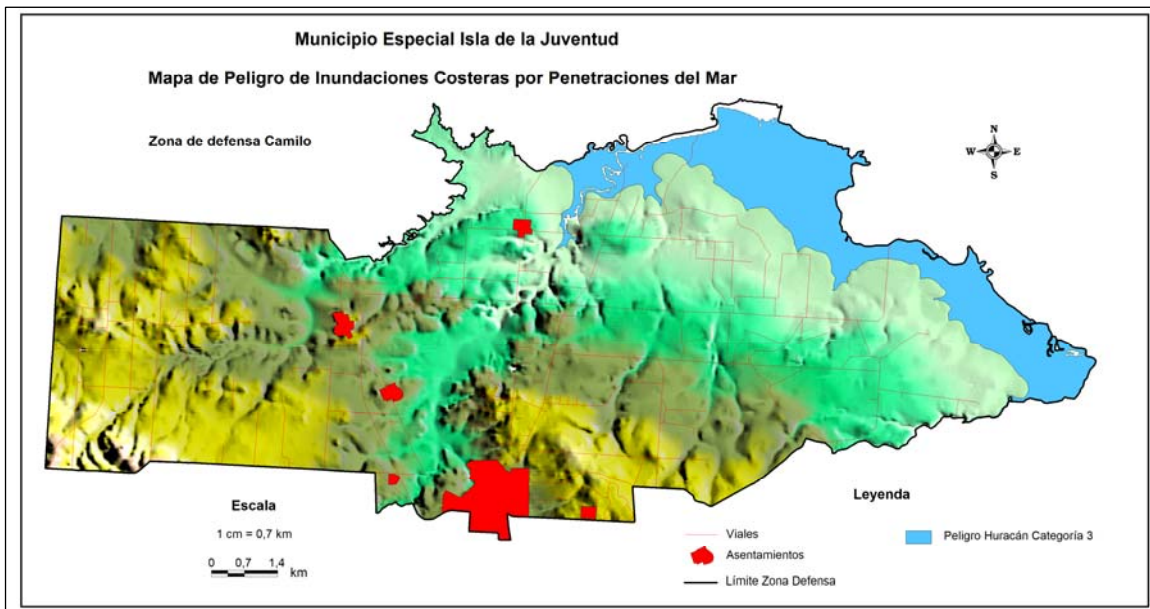 Municipio Especial Isla de la Juventud
Mapa de Peligro de Inundaciones Costeras por Penetraciones del Mar
Zona de defensa Camilo
N
W E
S
Escala
1 cm = 0,7 km
0 0,7 1,4 km
Leyenda
Viales
Asentamientos
Límite Zona Defensa
Peligro Huracán Categoría 3